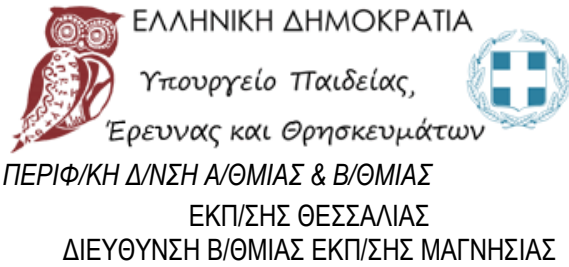 ΕΛΛΗΝΙΚΗ ΔΗΜΟΚΡΑΤΙΑ
Υπουργείο Παιδείας,
Έρευνας και Θρησκευμάτων
ΠΕΡΙΦ/ΚΗ Δ/ΝΣΗ Α/ΘΜΙΑΣ & Β/ΘΜΙΑΣ
ΕΚΠ/ΣΗΣ ΘΕΣΣΑΛΙΑΣ
ΔΙΕΥΘΥΝΣΗ Β/ΘΜΙΑΣ ΕΚΠ/ΣΗΣ ΜΑΓΝΗΣΙΑΣ